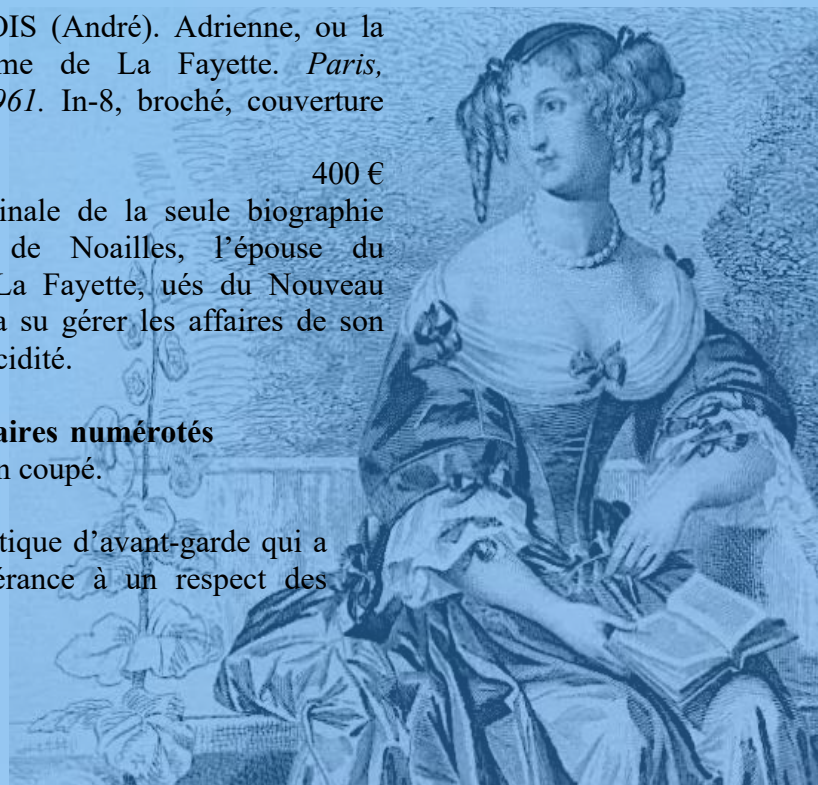 OIS (André). Adrienne, ou la
me de La Fayette. Paris,
961. In-8, broché, couverture
400 €
inale de la seule biographie
de Noailles, l’épouse du
La Fayette, ués du Nouveau
a su gérer les affaires de son
cidité.
aires numérotés
n coupé.
tique d’avant-garde qui a
érance à un respect des